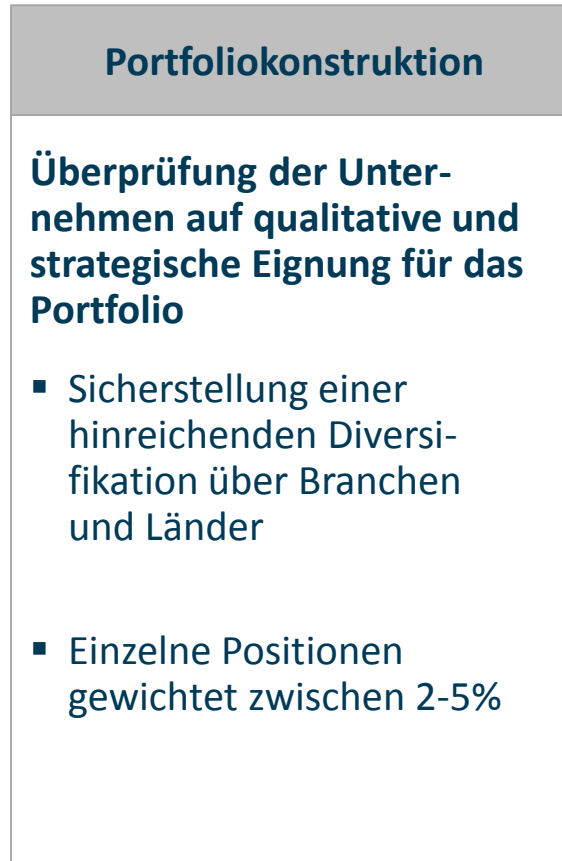 Portfoliokonstruktion
Überprüfung der Unter-
nehmen auf qualitative und
strategische Eignung für das
Portfolio
▪ Sicherstellung einer
hinreichenden Diversi-
fikation über Branchen
und Länder
▪ Einzelne Positionen
gewichtet zwischen 2-5%